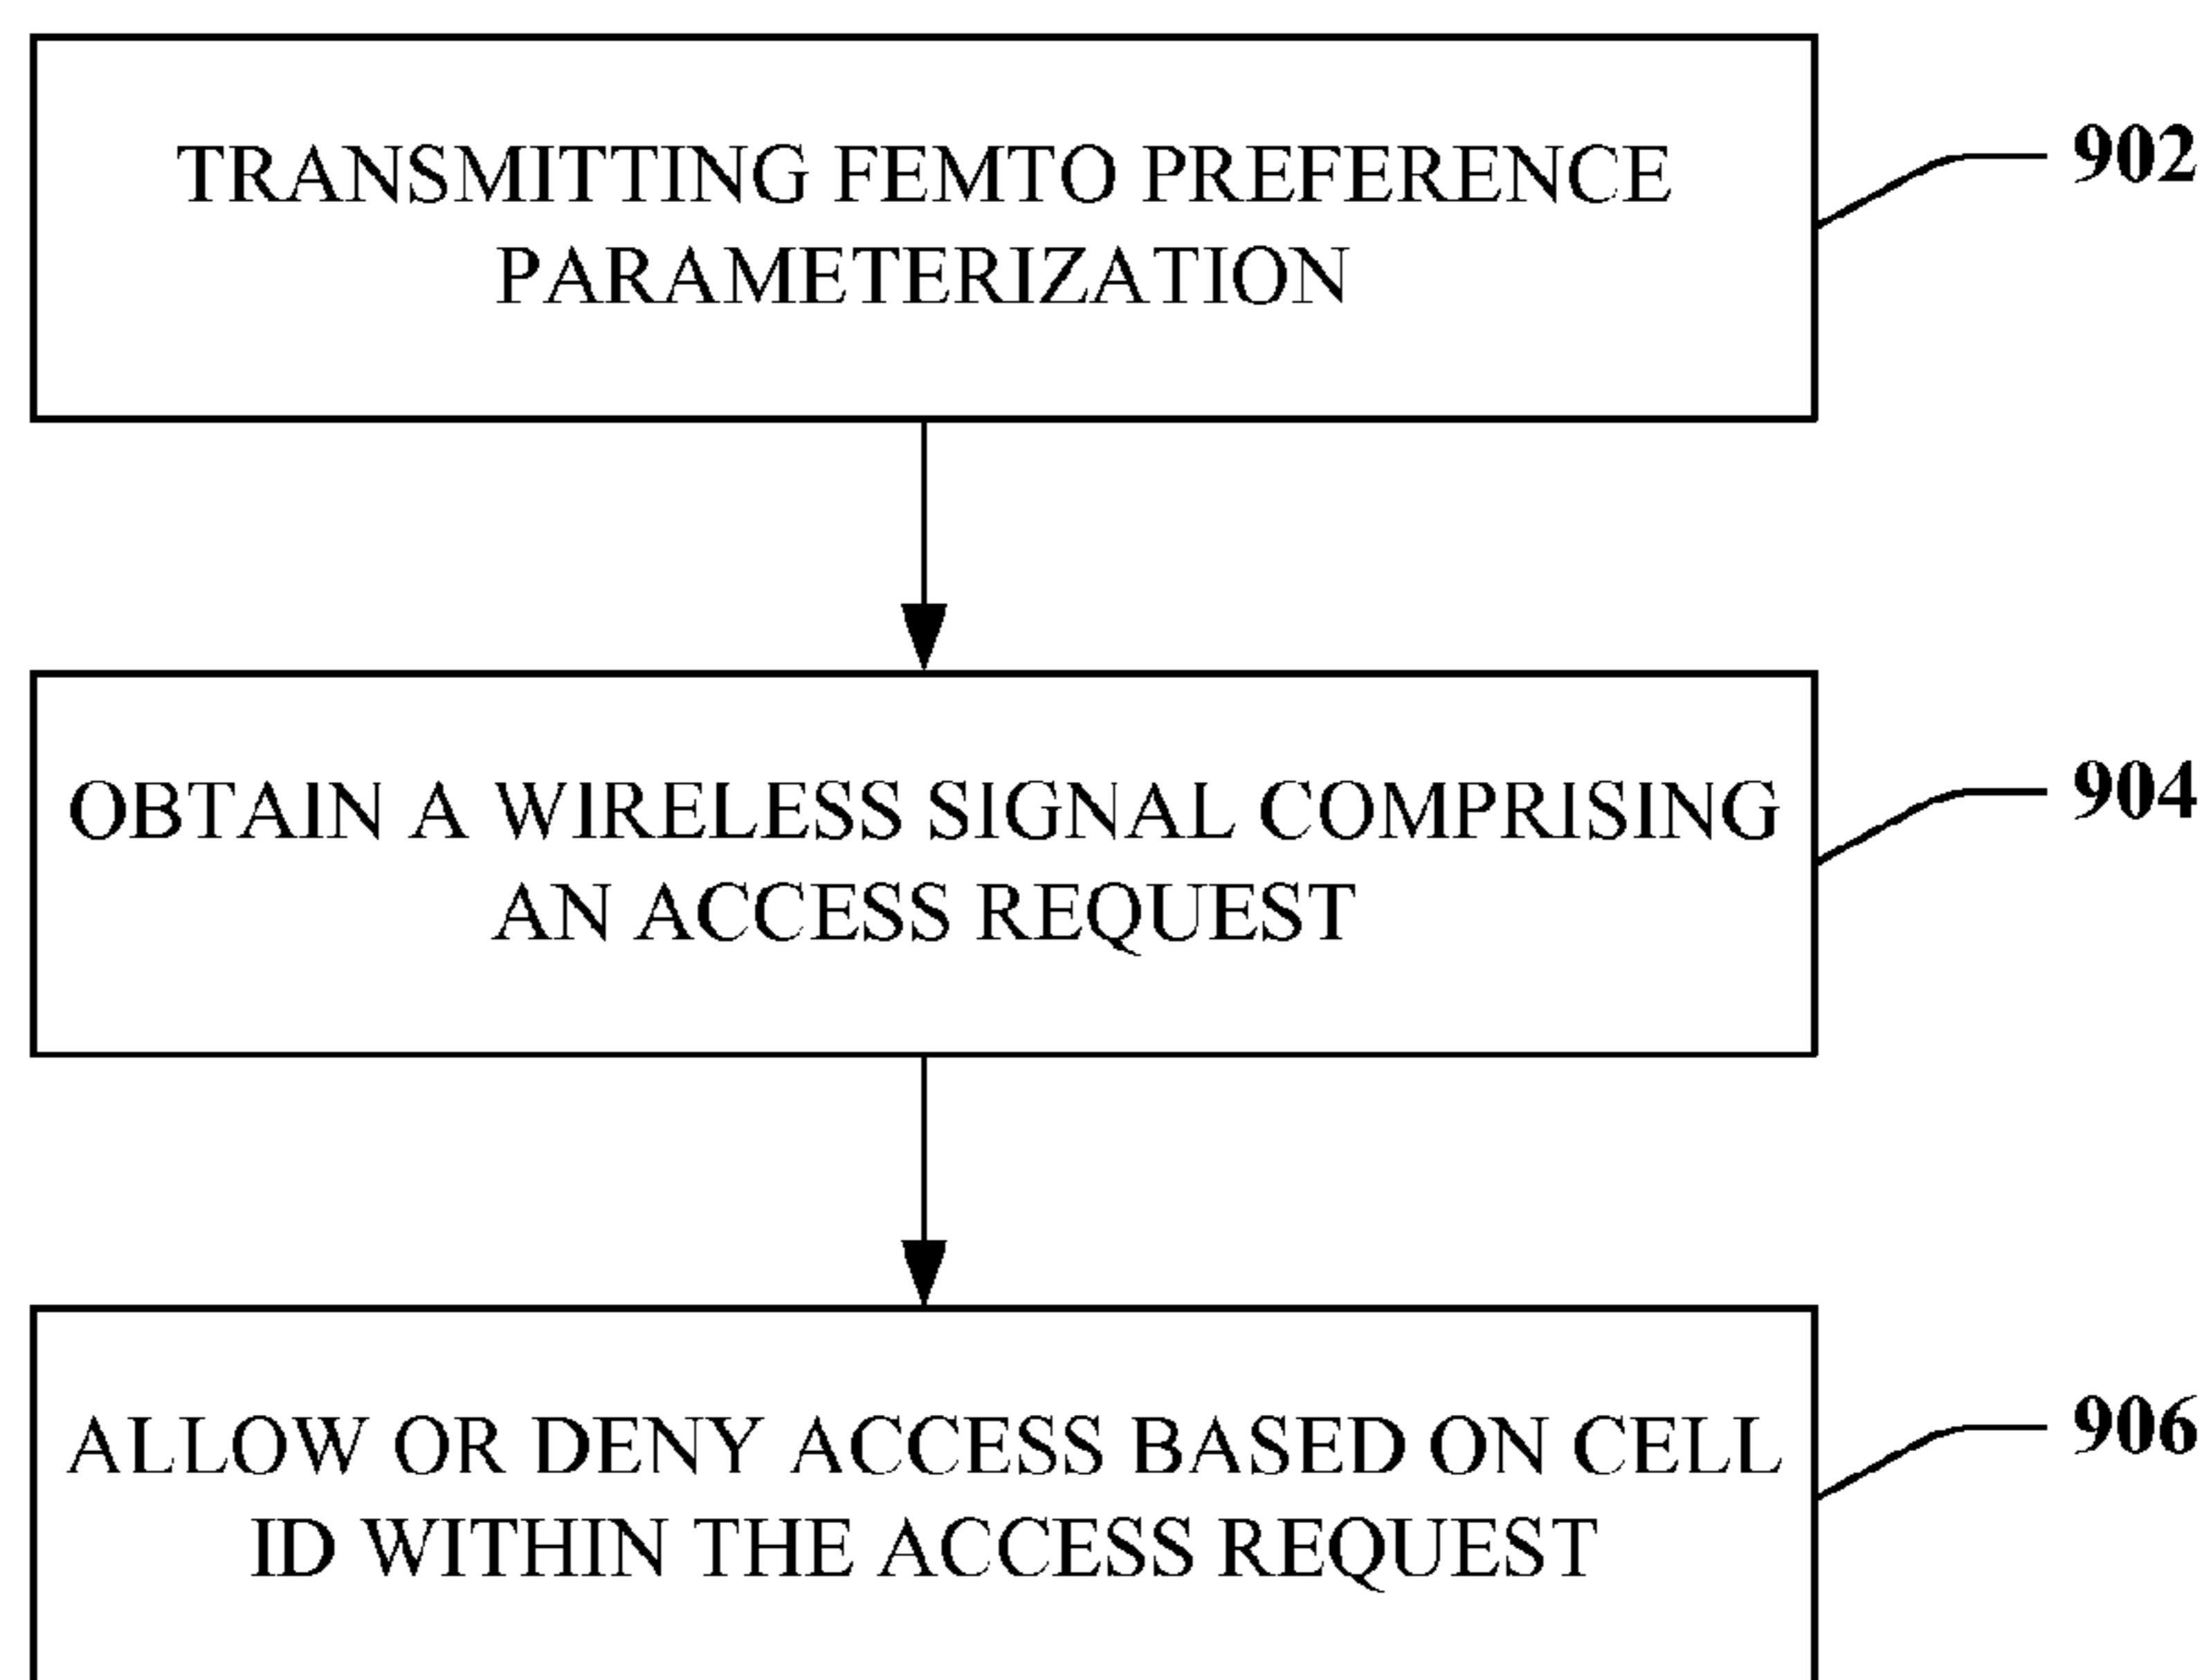 TRANSMITTING FEMTO PREFERENCE
PARAMETERIZATION
902
OBTAIN A WIRELESS SIGNAL COMPRISING
AN ACCESS REQUEST
904
ALLOW OR DENY ACCESS BASED ON CELL
ID WITHIN THE ACCESS REQUEST
906